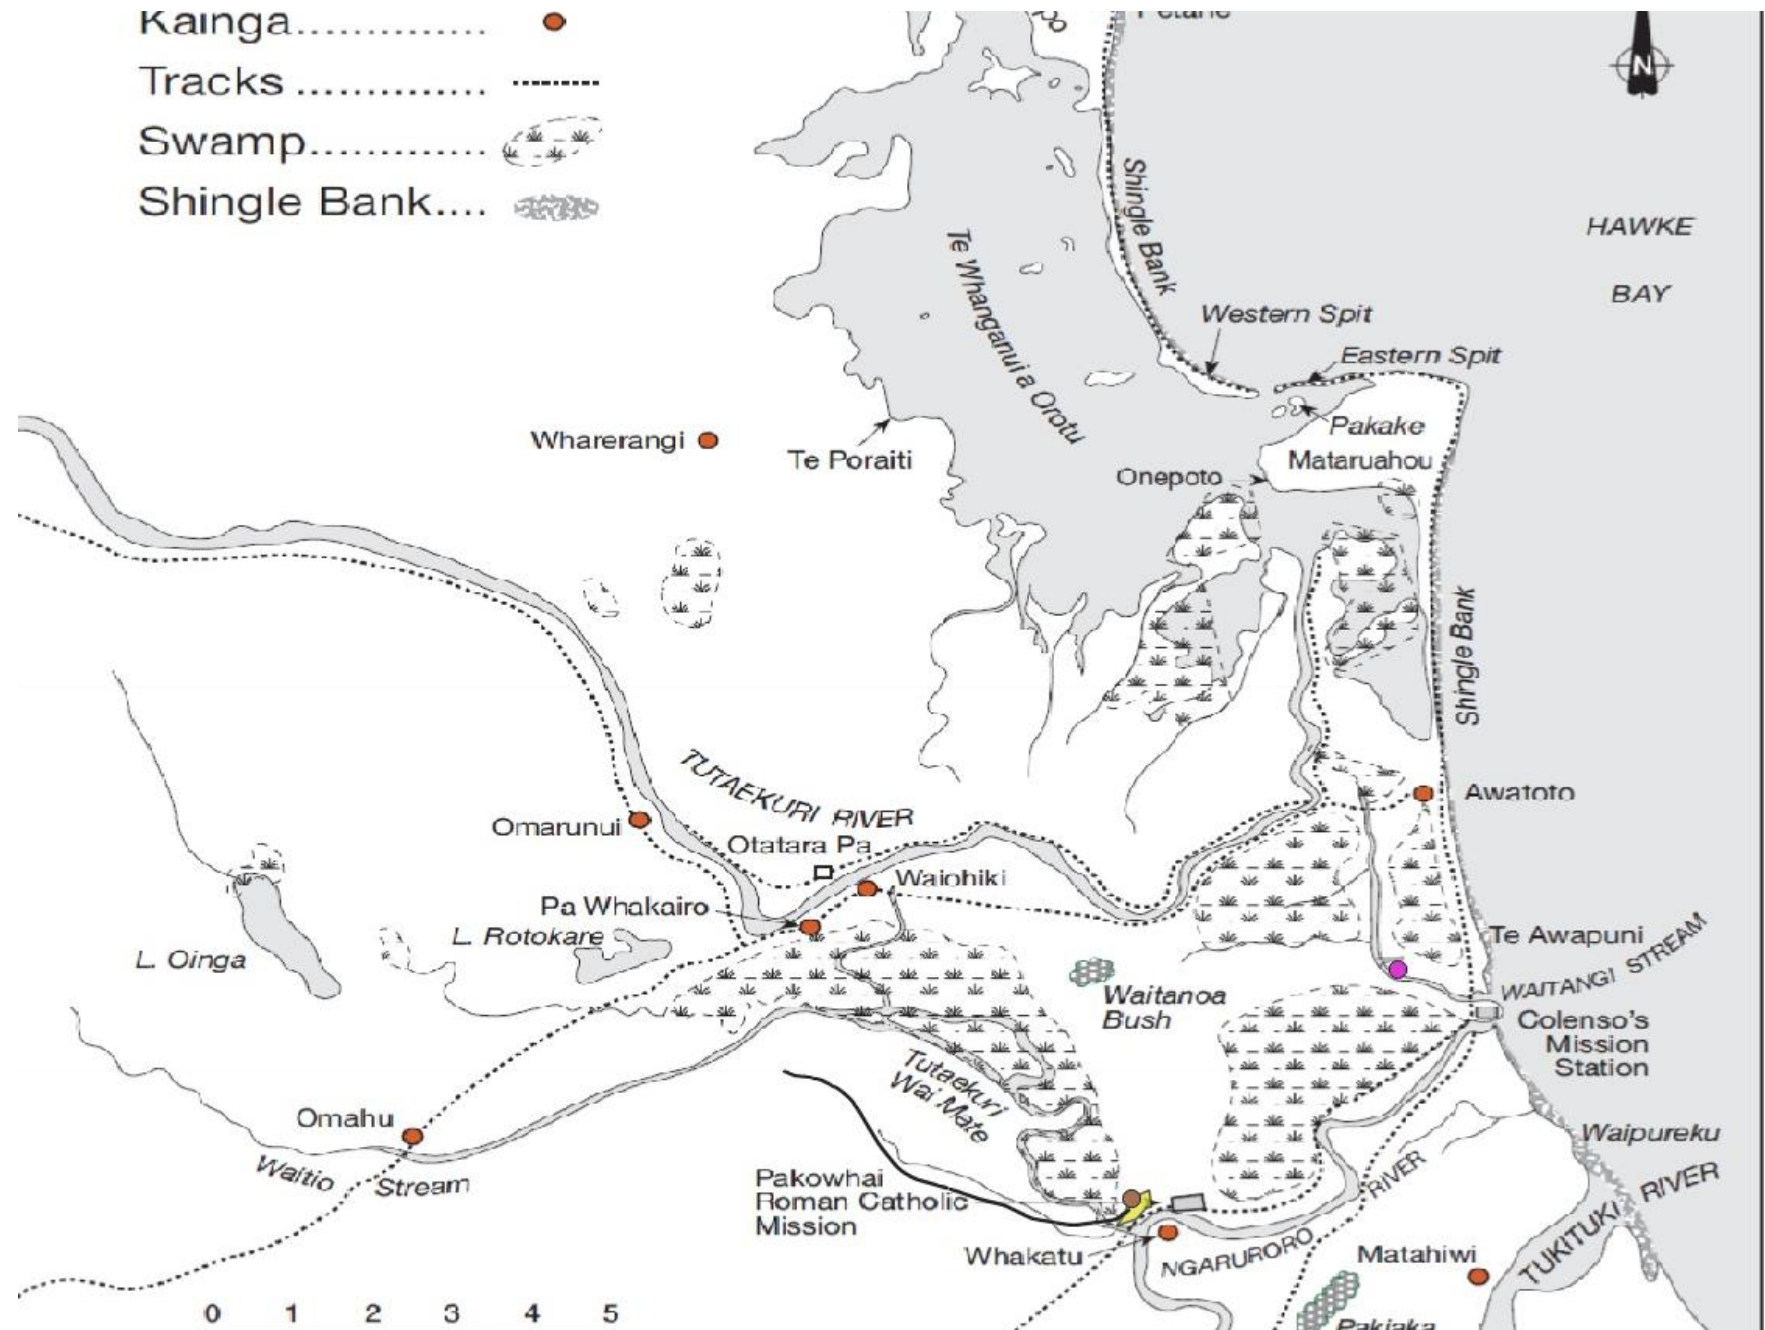 Kainga..............
Tracks ..............
Swamp..............
Shingle Bank....
Petane
N
Shingle Bank
HAWKE
BAY
Te Whanganui a Orotu
Western Spit
Eastern Spit
Pakake
Wharerangi
Te Poraiti
Mataruahou
Onepoto
Shingle Bank
TUTAEKURI RIVER
Awatoto
Omarunui
Otatara Pa
Waiohiki
Pa Whakairo
L. Rotokare
L. Oinga
Te Awapuni
WAITANGI STREAM
Waitanoa
Bush
Colenso's
Mission
Station
Tutaekuri
Wai Mate
Omahu
Waitio Stream
Waipureku
Pakowhai
Roman Catholic
Mission
RIVER
TUKITUKI RIVER
Whakatu
NGARURORO
Matahiwi
0 1 2 3 4 5
Pakiaka